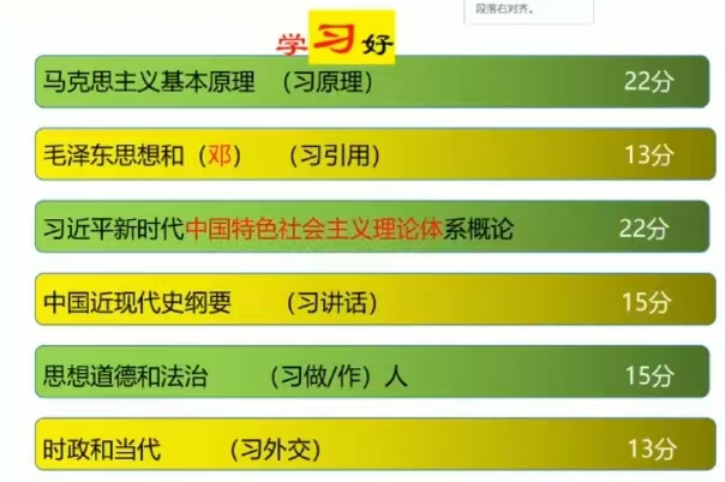 段落右对齐。
学习好
马克思主义基本原理 （习原理） 22分
毛泽东思想和（邓） （习引用） 13分
习近平新时代中国特色社会主义理论体系概论 22分
中国近现代史纲要 （习讲话） 15分
思想道德和法治 （习做/作）人 15分
时政和当代 （习外交） 13分